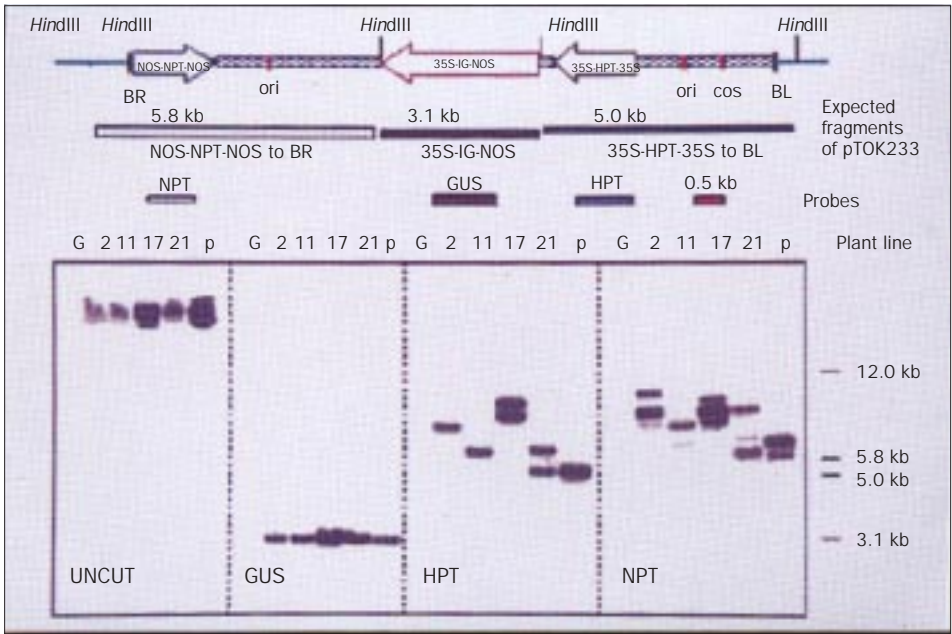 HindIII HindIII HindIII HindIII HindIII
NOS-NPT-NOS 35S-IG-NOS 35S-HPT-35S
BR ori ori cos BL
5.8 kb 3.1 kb 5.0 kb
NOS-NPT-NOS to BR 35S-IG-NOS 35S-HPT-35S to BL
Expected
fragments
of pTOK233
NPT GUS HPT 0.5 kb Probes
G 2 11 17 21 p G 2 11 17 21 p G 2 11 17 21 p G 2 11 17 21 p Plant line
12.0 kb
5.8 kb
5.0 kb
3.1 kb
UNCUT GUS HPT NPT